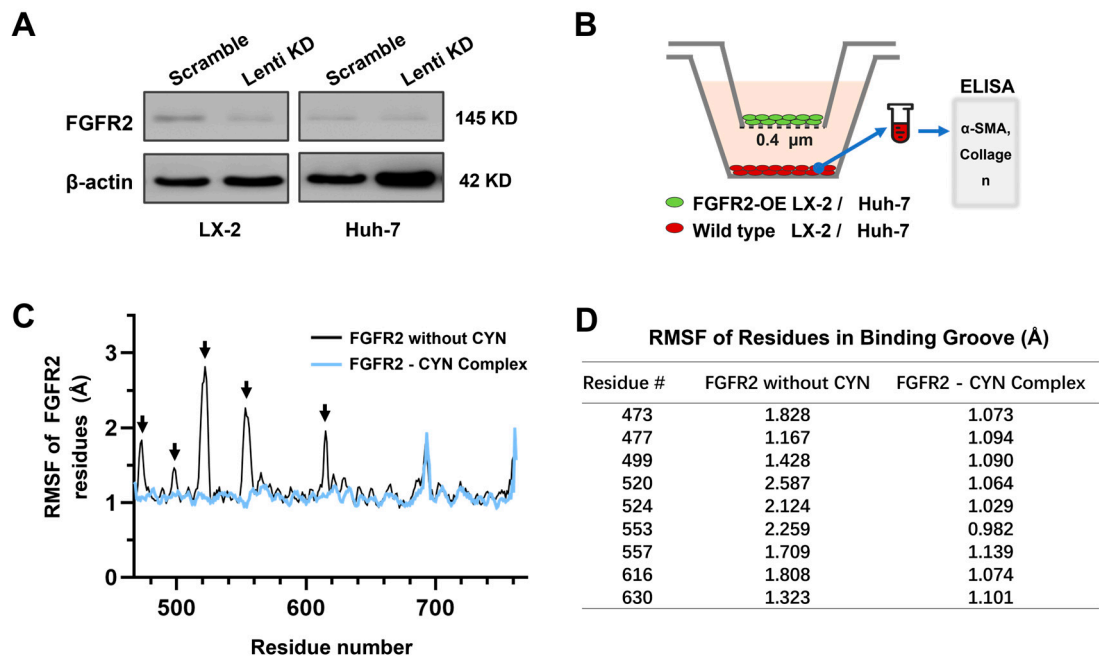 A
Scramble
Lenti KD
Scramble
Lenti KD
FGFR2
145 KD
β-actin
42 KD
LX-2
Huh-7
B
0.4 μm
ELISA
α-SMA,
Collage
n
FGFR2-OE LX-2 / Huh-7
Wild type LX-2 / Huh-7
C
FGFR2 without CYN
FGFR2 - CYN Complex
RMSF of FGFR2
residues (Å)
3
2
1
0
500
600
700
Residue number
D
RMSF of Residues in Binding Groove (Å)
Residue # FGFR2 without CYN FGFR2 - CYN Complex
473 1.828 1.073
477 1.167 1.094
499 1.428 1.090
520 2.587 1.064
524 2.124 1.029
553 2.259 0.982
557 1.709 1.139
616 1.808 1.074
630 1.323 1.101